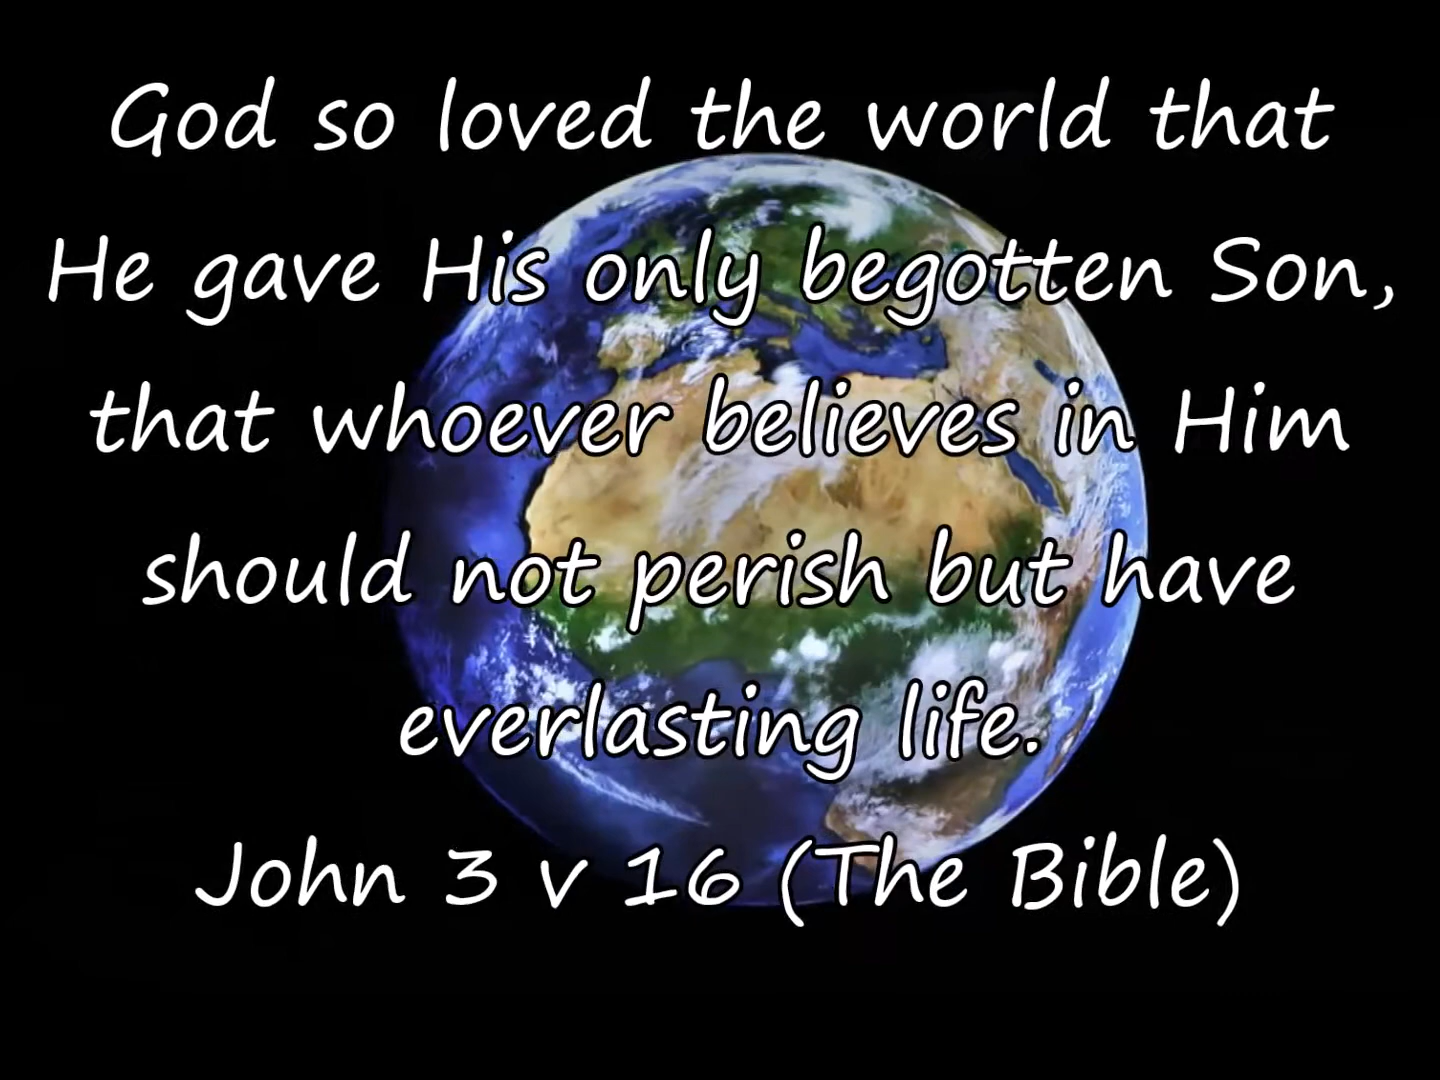 God so loved the world that
He gave His only begotten Son,
that whoever believes in Him
should not perish but have
everlasting life.
John 3 v 16 (The Bible)